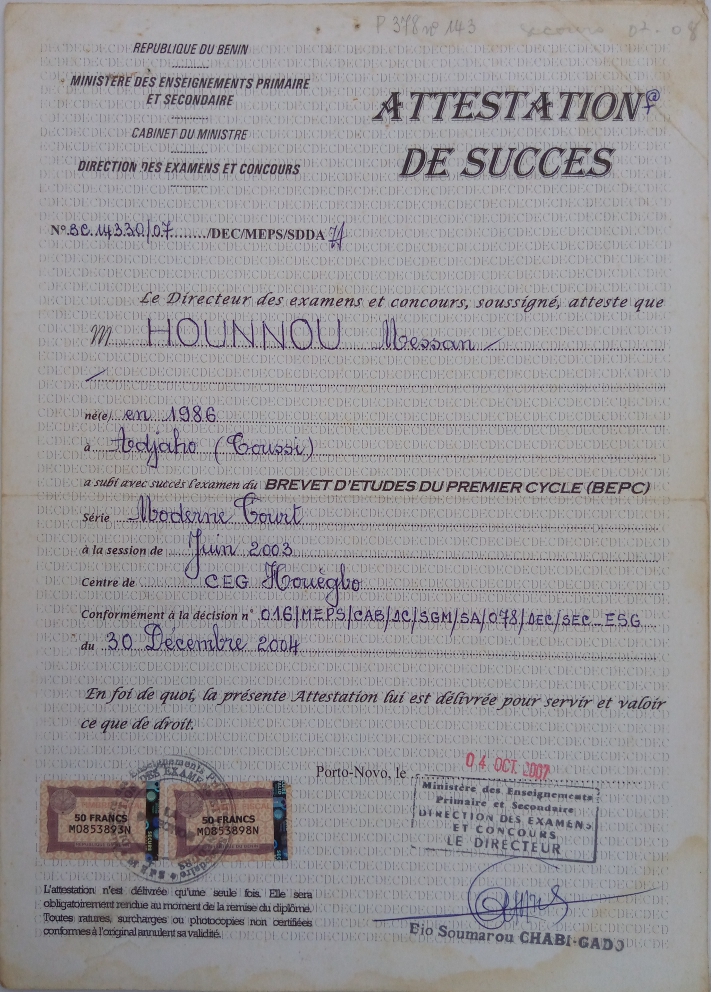 P 378 n° 143
REPUBLIQUE DU BENIN
MINISTÈRE DES ENSEIGNEMENTS PRIMAIRE
ET SECONDAIRE
CABINET DU MINISTRE
DIRECTION DES EXAMENS ET CONCOURS
ATTESTATION
DE SUCCES
N° SC.14330/07 /DEC/MEPS/SDDA
Le Directeur des examens et concours, soussigné, atteste que
M HOUNNOU Messan
né(e) en 1986
à Adjaho (Toussi)
a subi avec succès l'examen du BREVET D'ETUDES DU PREMIER CYCLE (BEPC)
Série Moderne Court
à la session de Juin 2003
Centre de CEG Houégbo
Conformément à la décision n° 016/MEPS/CAB/DC/SGM/SA/078/DEC/SEC_ESG
du 30 Décembre 2004
En foi de quoi, la présente Attestation lui est délivrée pour servir et valoir
ce que de droit.
Porto-Novo, le 04 OCT. 2007
Ministère des Enseignements
Primaire et Secondaire
DIRECTION DES EXAMENS
ET CONCOURS
LE DIRECTEUR
50 FRANCS
M0853893N
50 FRANCS
M0853898N
L'attestation n'est délivrée qu'une seule fois. Elle sera
obligatoirement rendue au moment de la remise du diplôme.
Toutes ratures, surcharges ou photocopies non certifiées
conformes à l'original annulent sa validité.
Bio Soumarou CHABI-GADO